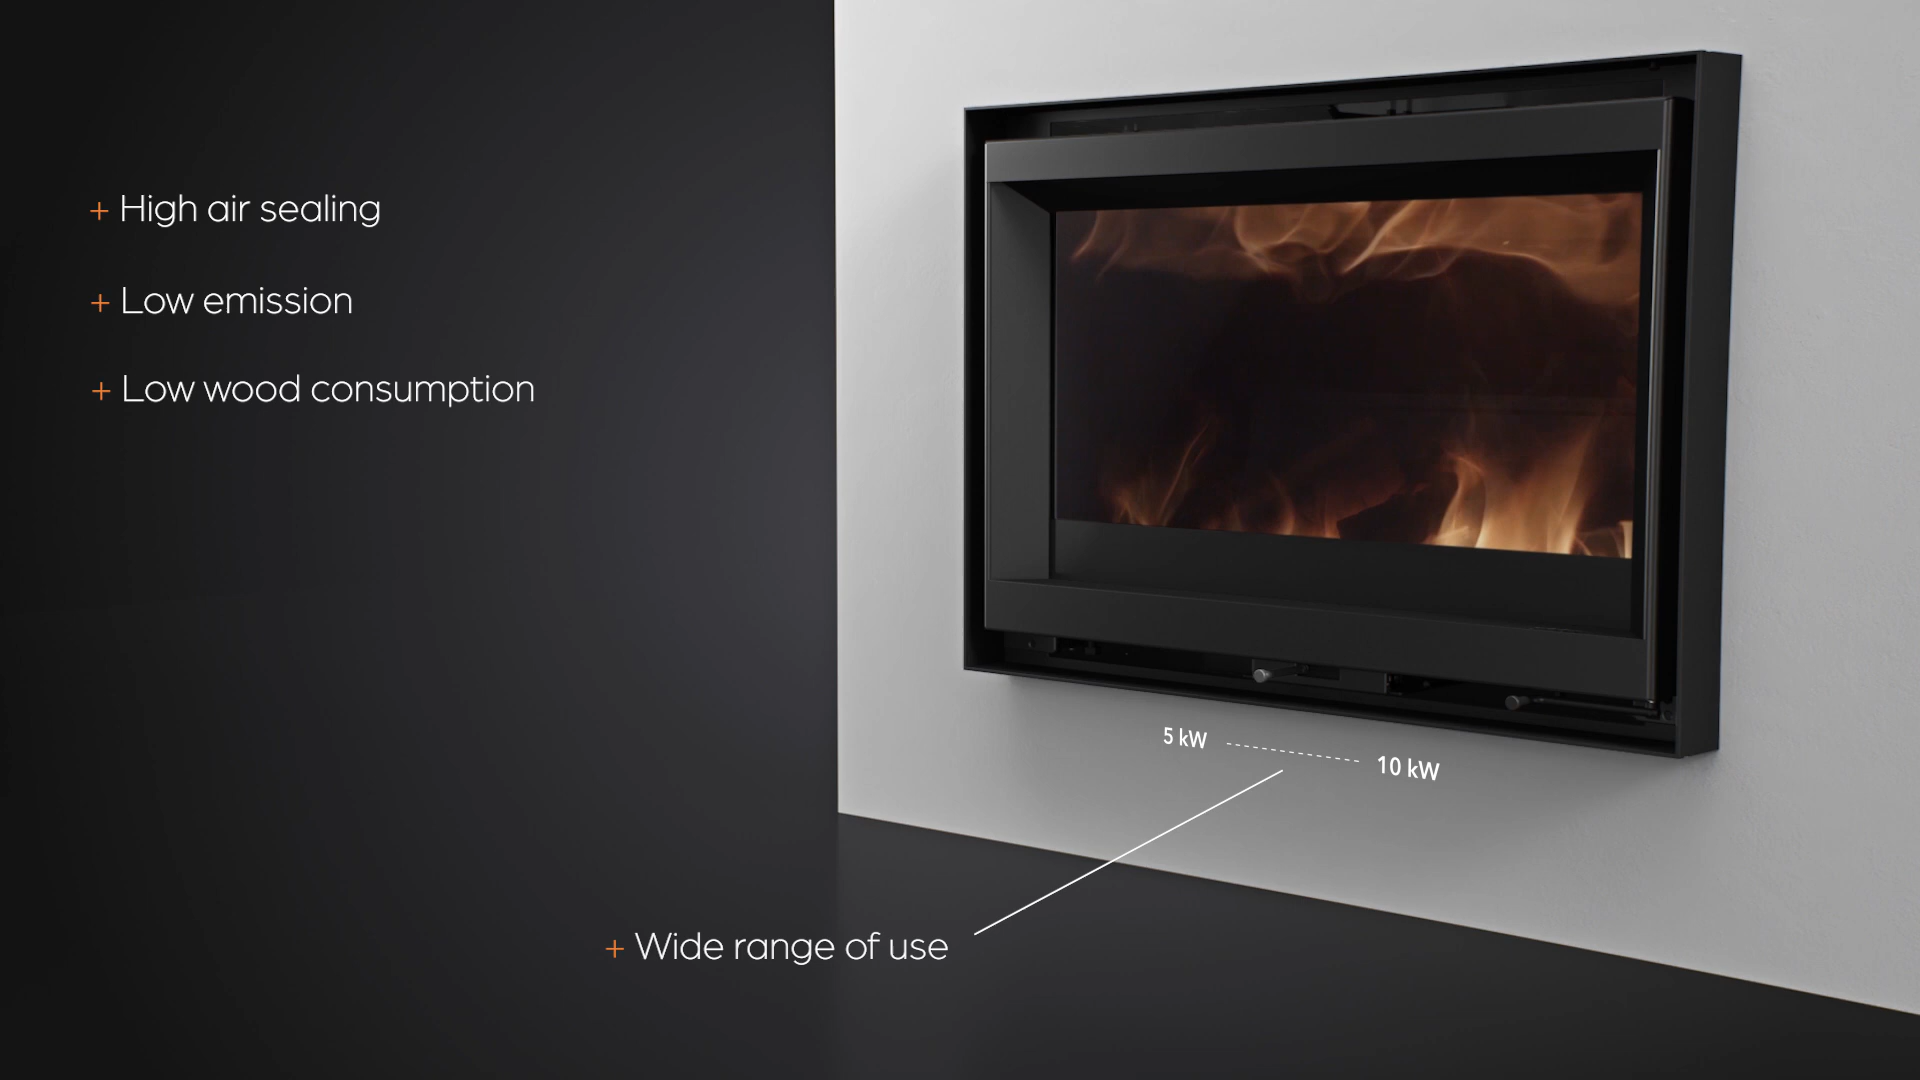 + High air sealing
+ Low emission
+ Low wood consumption
5 kW
10 kW
+ Wide range of use